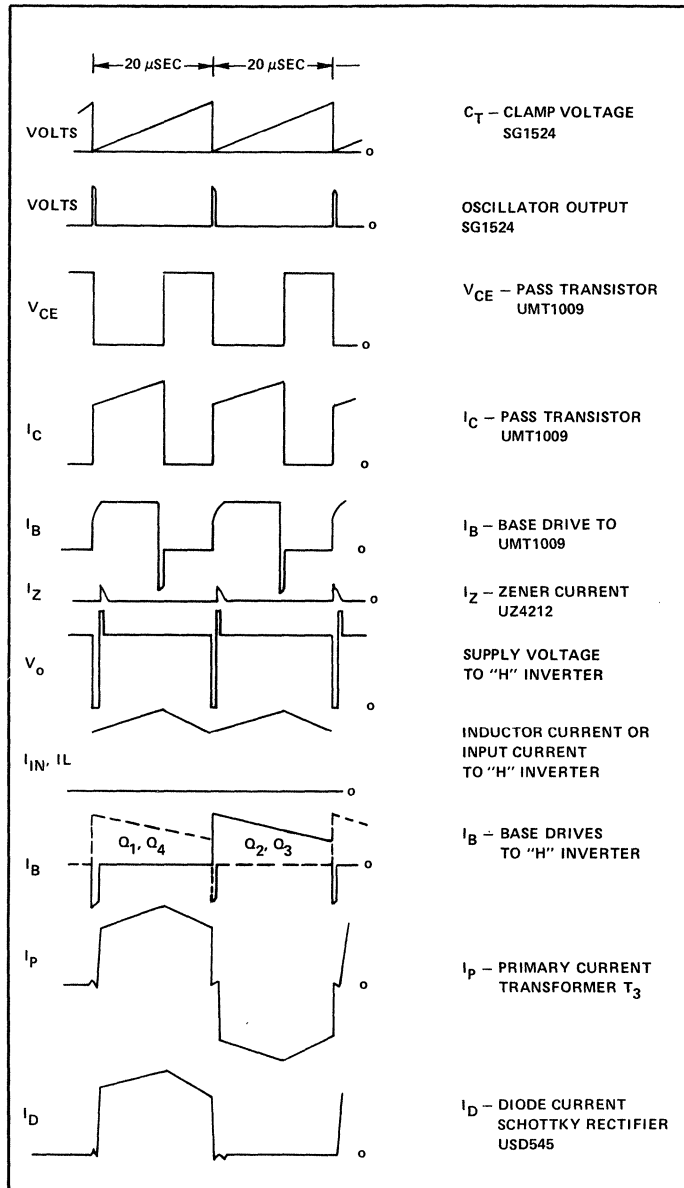 20 μSEC 20 μSEC
VOLTS
O
C_T – CLAMP VOLTAGE
SG1524
VOLTS
O
OSCILLATOR OUTPUT
SG1524
V_CE
O
V_CE – PASS TRANSISTOR
UMT1009
I_C
O
I_C – PASS TRANSISTOR
UMT1009
I_B
O
I_B – BASE DRIVE TO
UMT1009
I_Z
O
I_Z – ZENER CURRENT
UZ4212
V_o
O
SUPPLY VOLTAGE
TO "H" INVERTER
I_IN, IL
O
INDUCTOR CURRENT OR
INPUT CURRENT
TO "H" INVERTER
Q_1, Q_4 Q_2, Q_3
I_B
O
I_B – BASE DRIVES
TO "H" INVERTER
I_P
O
I_P – PRIMARY CURRENT
TRANSFORMER T_3
I_D
O
I_D – DIODE CURRENT
SCHOTTKY RECTIFIER
USD545